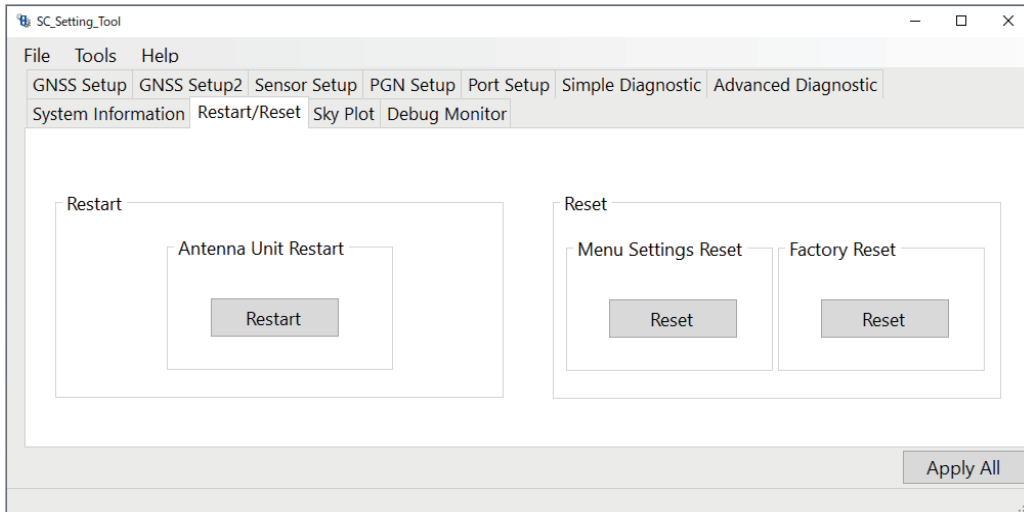 SC_Setting_Tool
File Tools Help
GNSS Setup GNSS Setup2 Sensor Setup PGN Setup Port Setup Simple Diagnostic Advanced Diagnostic
System Information Restart/Reset Sky Plot Debug Monitor
Restart
Antenna Unit Restart
Restart
Reset
Menu Settings Reset Factory Reset
Reset Reset
Apply All